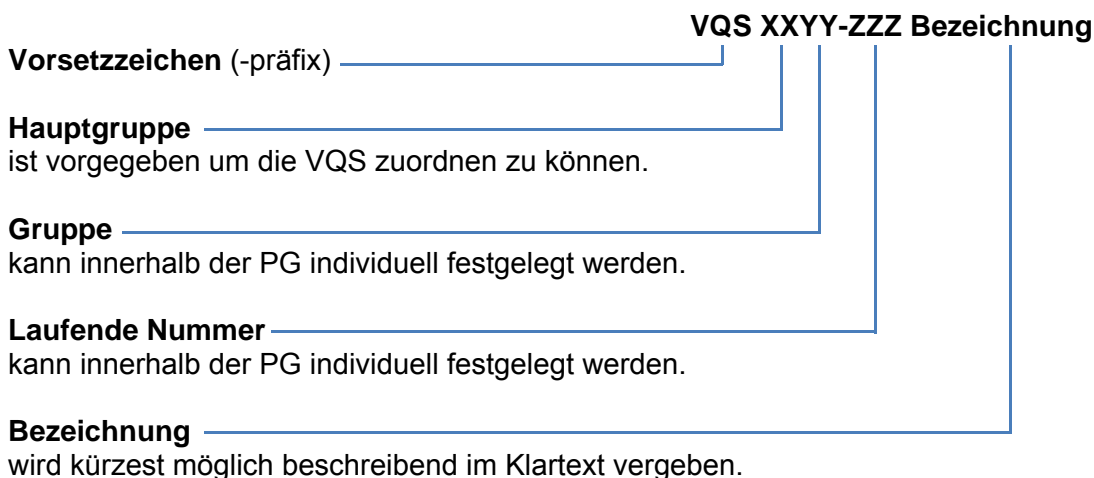 VQS XXYY-ZZZ Bezeichnung
Vorsetzzeichen (-präfix)
Hauptgruppe
ist vorgegeben um die VQS zuordnen zu können.
Gruppe
kann innerhalb der PG individuell festgelegt werden.
Laufende Nummer
kann innerhalb der PG individuell festgelegt werden.
Bezeichnung
wird kürzest möglich beschreibend im Klartext vergeben.